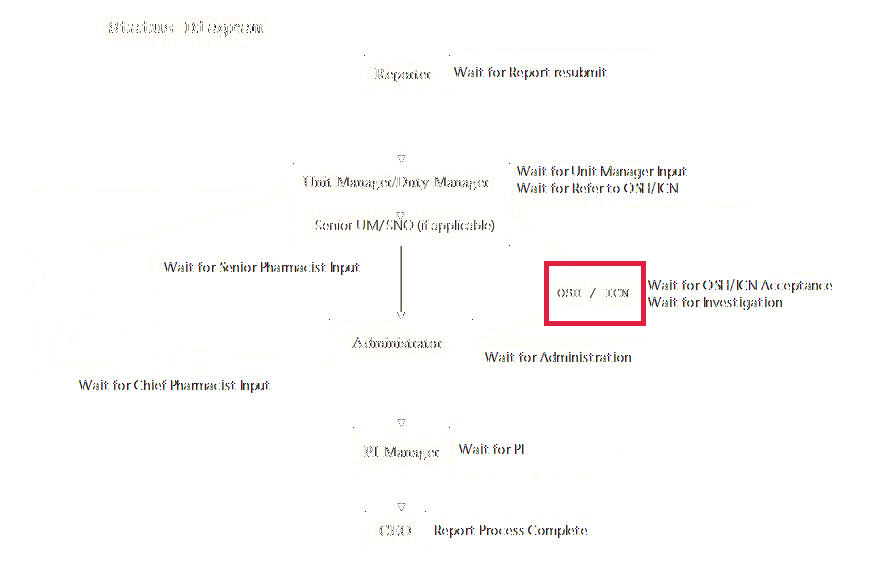 Status Diagram
Reporter
Wait for Report resubmit
Unit Manager/Duty Manager
Wait for Unit Manager Input
Wait for Refer to OSH/ICN
Senior UM/SNO (if applicable)
Wait for Senior Pharmacist Input
OSH / ICN
Wait for OSH/ICN Acceptance
Wait for Investigation
Administrator
Wait for Administration
Wait for Chief Pharmacist Input
PI Manager
Wait for PI
CEO
Report Process Complete